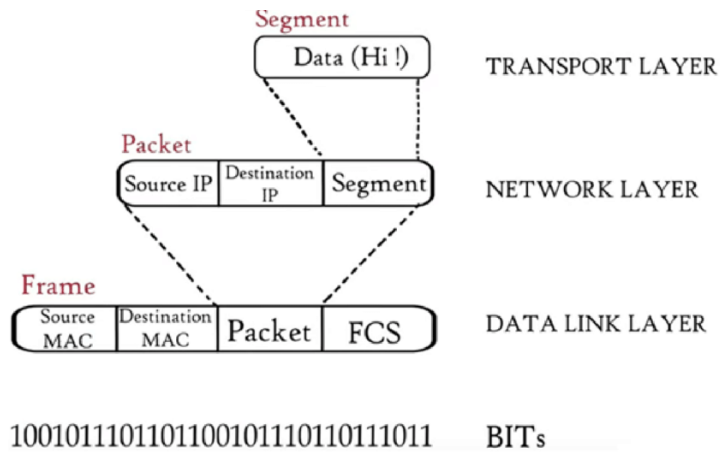 Segment
Data (Hi !)
TRANSPORT LAYER
Packet
Source IP
Destination
IP
Segment
NETWORK LAYER
Frame
Source
MAC
Destination
MAC
Packet
FCS
DATA LINK LAYER
1001011101101100101110110111011
BITs